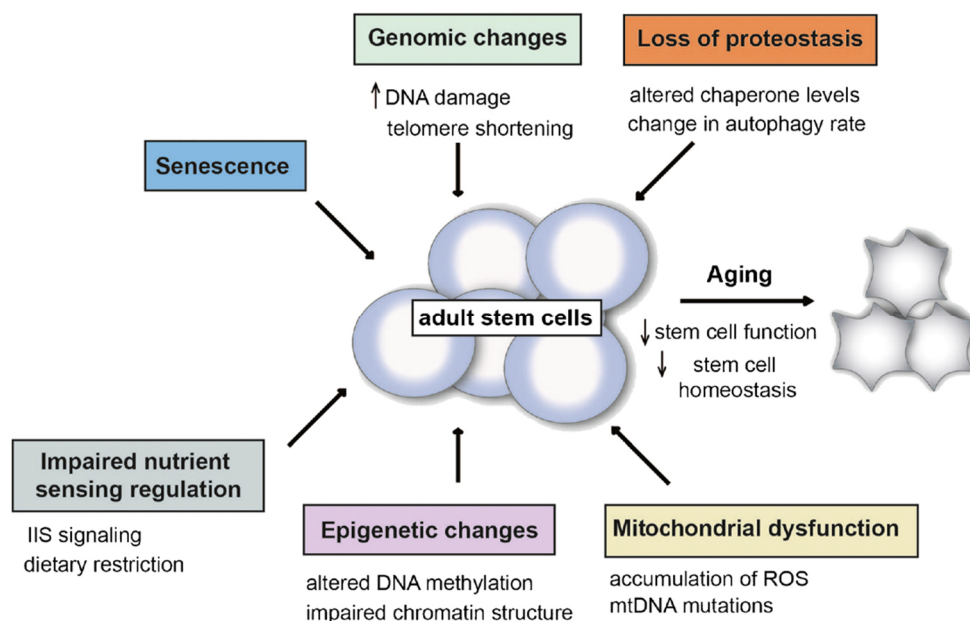 Genomic changes
↑ DNA damage
telomere shortening
Loss of proteostasis
altered chaperone levels
change in autophagy rate
Senescence
adult stem cells
Aging
↓ stem cell function
↓ stem cell
homeostasis
Impaired nutrient
sensing regulation
IIS signaling
dietary restriction
Epigenetic changes
altered DNA methylation
impaired chromatin structure
Mitochondrial dysfunction
accumulation of ROS
mtDNA mutations